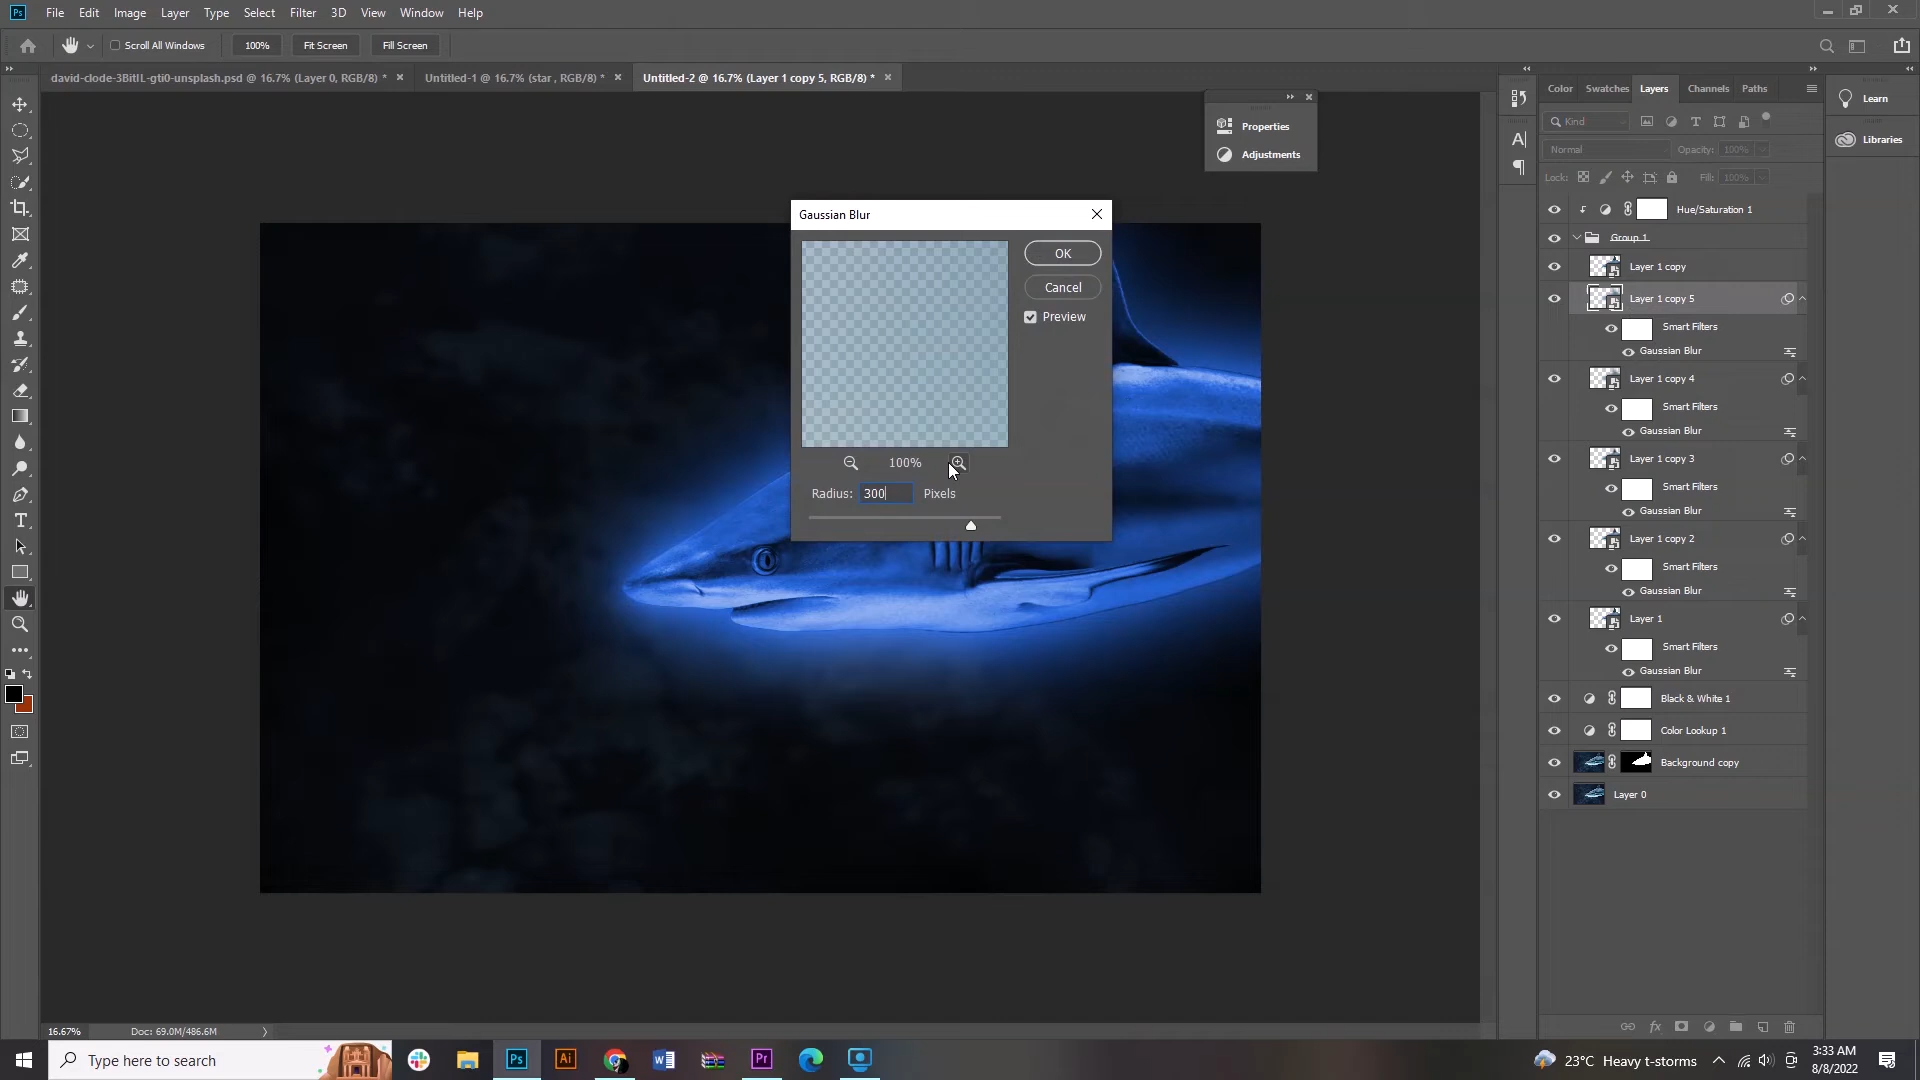 Ps File Edit Image Layer Type Select Filter 3D View Window Help
Scroll All Windows 100% Fit Screen Fill Screen
david-clode-3BitIL-gti0-unsplash.psd @ 16.7% (Layer 0, RGB/8) * Untitled-1 @ 16.7% (star , RGB/8) * Untitled-2 @ 16.7% (Layer 1 copy 5, RGB/8) *
Properties
Adjustments
Gaussian Blur
OK
Cancel
Preview
100%
Radius: 300 Pixels
Color Swatches Layers Channels Paths
Kind
Normal Opacity: 100%
Lock: Fill: 100%
Hue/Saturation 1
Group 1
Layer 1 copy
Layer 1 copy 5
Smart Filters
Gaussian Blur
Layer 1 copy 4
Smart Filters
Gaussian Blur
Layer 1 copy 3
Smart Filters
Gaussian Blur
Layer 1 copy 2
Smart Filters
Gaussian Blur
Layer 1
Smart Filters
Gaussian Blur
Black & White 1
Color Lookup 1
Background copy
Layer 0
Learn
Libraries
16.67% Doc: 69.0M/486.6M
Type here to search
Ps Ai W Pr
23°C Heavy t-storms
3:33 AM
8/8/2022